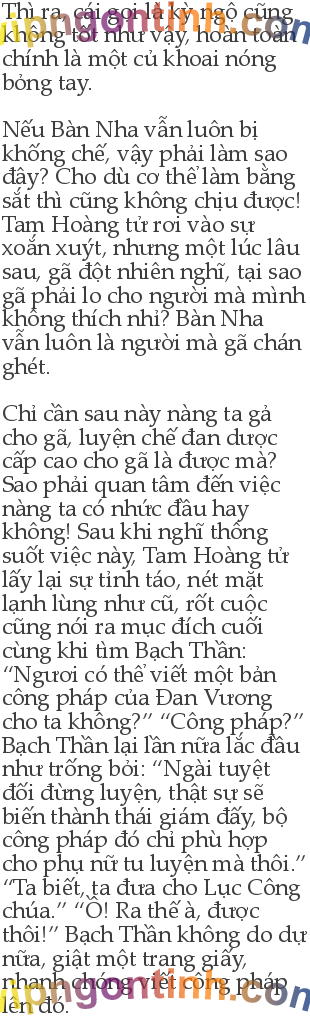 Thì ra, cái gọi là kỳ ngộ cũng
không tốt như vậy, hoàn toàn
chính là một củ khoai nóng
bỏng tay.
Nếu Bàn Nha vẫn luôn bị
khống chế, vậy phải làm sao
đây? Cho dù cơ thể làm bằng
sắt thì cũng không chịu được!
Tam Hoàng tử rơi vào sự
xoắn xuýt, nhưng một lúc lâu
sau, gã đột nhiên nghĩ, tại sao
gã phải lo cho người mà mình
không thích nhỉ? Bàn Nha
vẫn luôn là người mà gã chán
ghét.
Chỉ cần sau này nàng ta gả
cho gã, luyện chế đan dược
cấp cao cho gã là được mà?
Sao phải quan tâm đến việc
nàng ta có nhức đầu hay
không! Sau khi nghĩ thông
suốt việc này, Tam Hoàng tử
lấy lại sự tỉnh táo, nét mặt
lạnh lùng như cũ, rốt cuộc
cũng nói ra mục đích cuối
cùng khi tìm Bạch Thần:
“Ngươi có thể viết một bản
công pháp của Đan Vương
cho ta không?” “Công pháp?”
Bạch Thần lại lần nữa lắc đầu
như trống bỏi: “Ngài tuyệt
đối đừng luyện, thật sự sẽ
biến thành thái giám đấy, bộ
công pháp đó chỉ phù hợp
cho phụ nữ tu luyện mà thôi.”
“Ta biết, ta đưa cho Lục Công
chúa.” “Ồ! Ra thế à, được
thôi!” Bạch Thần không do dự
nữa, giật một trang giấy,
nhanh chóng viết công pháp
lên đó.